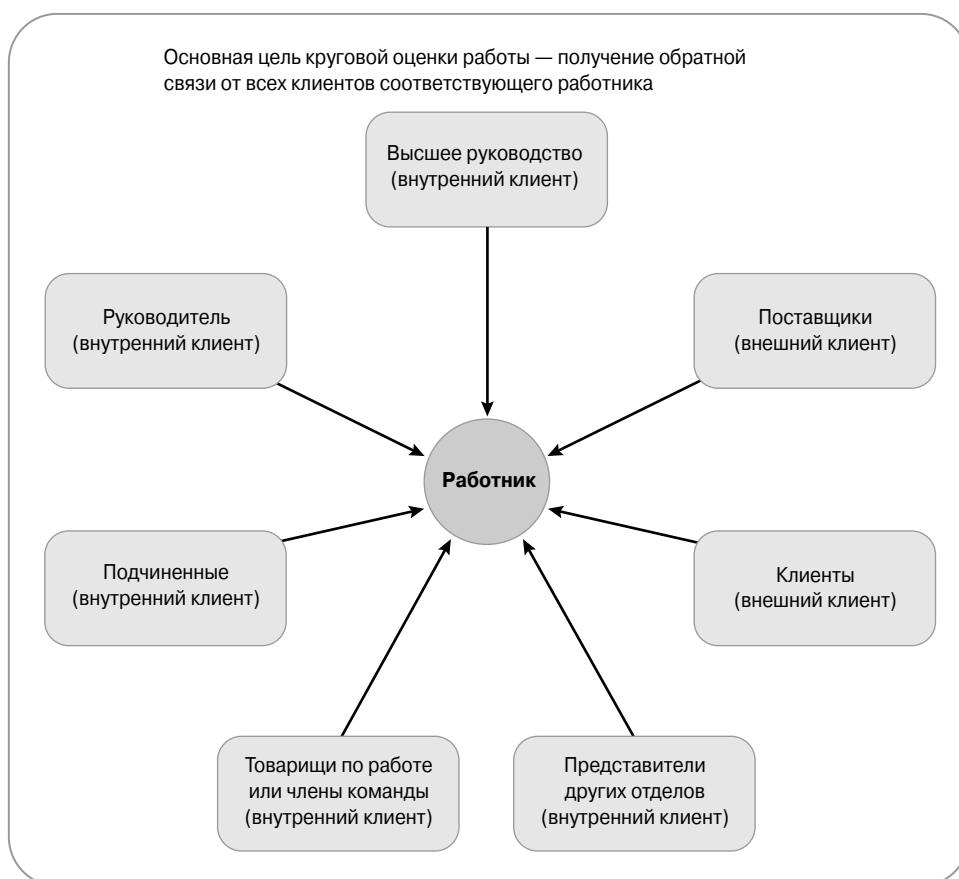 Основная цель круговой оценки работы — получение обратной
связи от всех клиентов соответствующего работника
Высшее руководство
(внутренний клиент)
Руководитель
(внутренний клиент)
Поставщики
(внешний клиент)
Работник
Подчиненные
(внутренний клиент)
Клиенты
(внешний клиент)
Товарищи по работе
или члены команды
(внутренний клиент)
Представители
других отделов
(внутренний клиент)